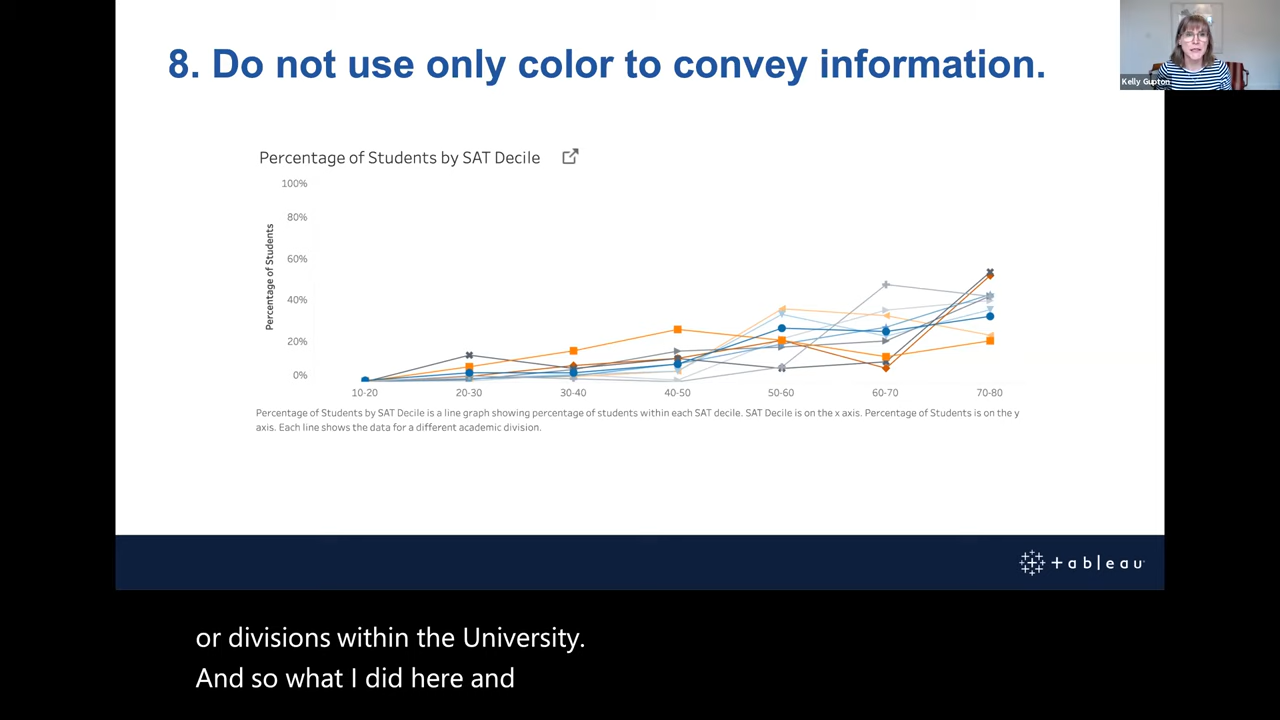 8. Do not use only color to convey information.
Kelly Gupton
Percentage of Students by SAT Decile
100%
80%
60%
40%
20%
0%
Percentage of Students
10-20
20-30
30-40
40-50
50-60
60-70
70-80
Percentage of Students by SAT Decile is a line graph showing percentage of students within each SAT decile. SAT Decile is on the x axis. Percentage of Students is on the y
axis. Each line shows the data for a different academic division.
+ableau
or divisions within the University.
And so what I did here and